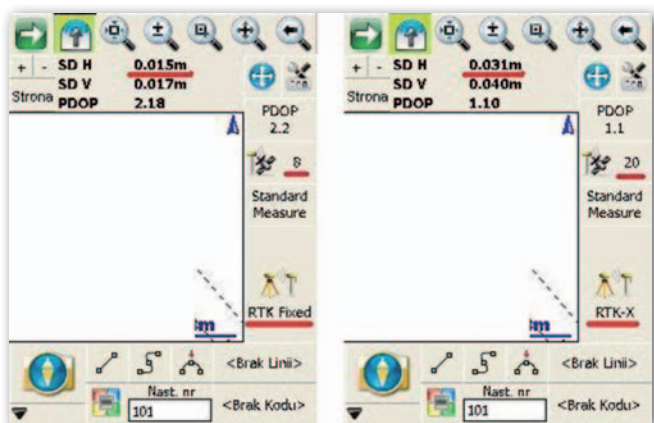 + - SD H 0.015m
SD V 0.017m
Strona PDOP 2.18
PDOP
2.2
8
Standard
Measure
RTK Fixed
m
<Brak Linii>
Nast. nr
101
<Brak Kodu>
+ - SD H 0.031m
SD V 0.040m
Strona PDOP 1.10
PDOP
1.1
20
Standard
Measure
RTK-X
m
<Brak Linii>
Nast. nr
101
<Brak Kodu>